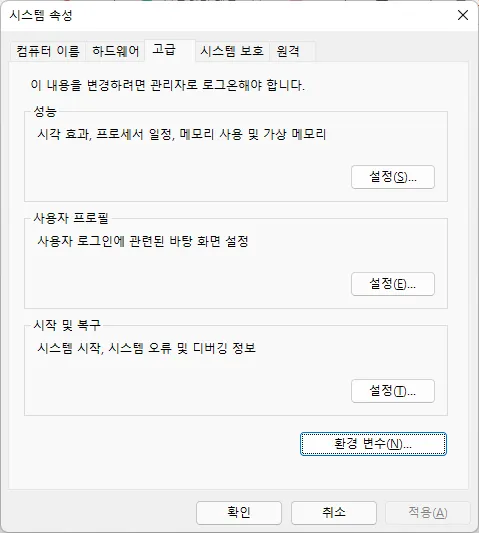 시스템 속성
컴퓨터 이름 하드웨어 고급 시스템 보호 원격
이 내용을 변경하려면 관리자로 로그온해야 합니다.
성능
시각 효과, 프로세서 일정, 메모리 사용 및 가상 메모리
설정(S)...
사용자 프로필
사용자 로그인에 관련된 바탕 화면 설정
설정(E)...
시작 및 복구
시스템 시작, 시스템 오류 및 디버깅 정보
설정(T)...
환경 변수(N)...
확인 취소 적용(A)